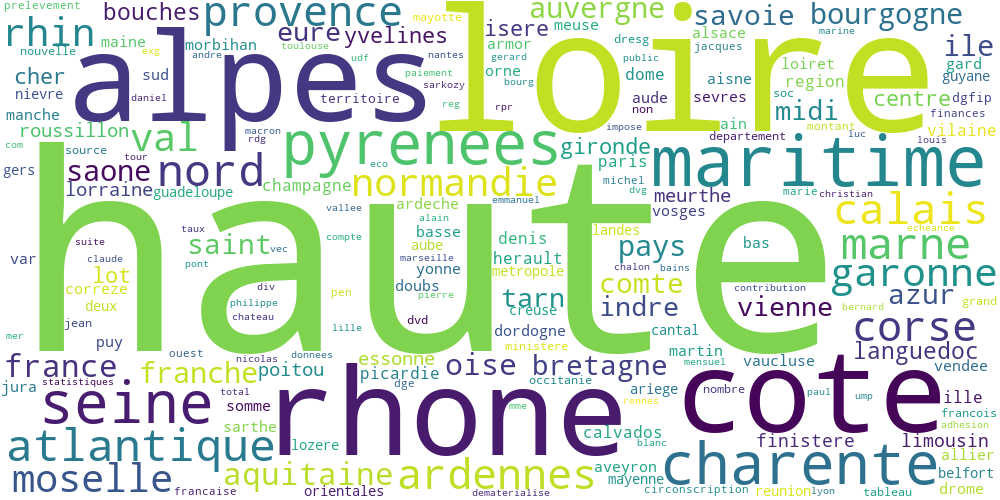 prelevement bouches provence auvergne savoie bourgogne
rhin eure yvelines isere meuse alsace marine
mayotte armor dresg jacques
nouvelle maine morbihan toulouse nantes gerard public loiret ile
exg andre udf orne dome region gard
cher sud alpes paiement sarkozy bourg loire aisne guyane
nievre daniel territoire reg rpr aude sevres soc centre dgfip
manche non midi montant finances
roussillon val macron impose ain luc vilaine
com rdg pyrenees gironde departement louis
source tour eco paris maritime
gers saone nord michel
lorraine guadeloupe champagne normandie dvg meurthe marie christian
vallee ardeche emmanuel vosges calais
taux alain landes echeance
suite saint compte basse denis pays bas marne
var claude vec aube marseille herault
pont yonne metropole chalon bains garonne
lot haute div pen doubs tarn comte contribution azur
correze philippe pierre creuse indre vienne grand
deux chateau bernard
mer jean lille dvd dordogne cantal corse
puy ouest ministere martin languedoc
nicolas donnees essonne oise bretagne mensuel vaucluse vendee
france franche poitou picardie
jura statistiques dge occitanie ariege nombre paul ump ille
seine total rhone mme rennes cote francois
somme adhesion
sarthe calvados finistere limousin
atlantique lozere blanc charente allier
moselle aquitaine ardennes aveyron belfort
mayenne
francaise orientales dematerialise circonscription reunion lyon tableau drome